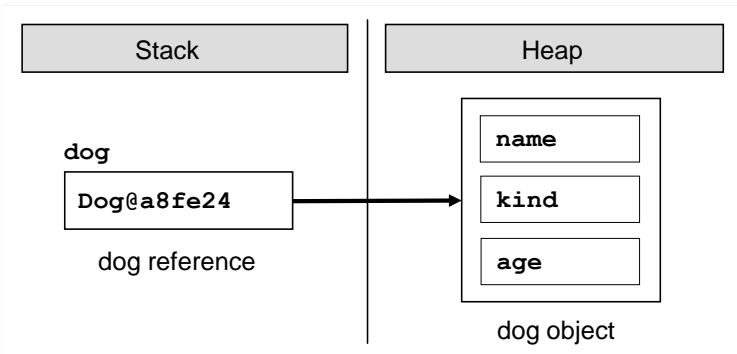 Stack
Heap
dog
Dog@a8fe24
dog reference
name
kind
age
dog object